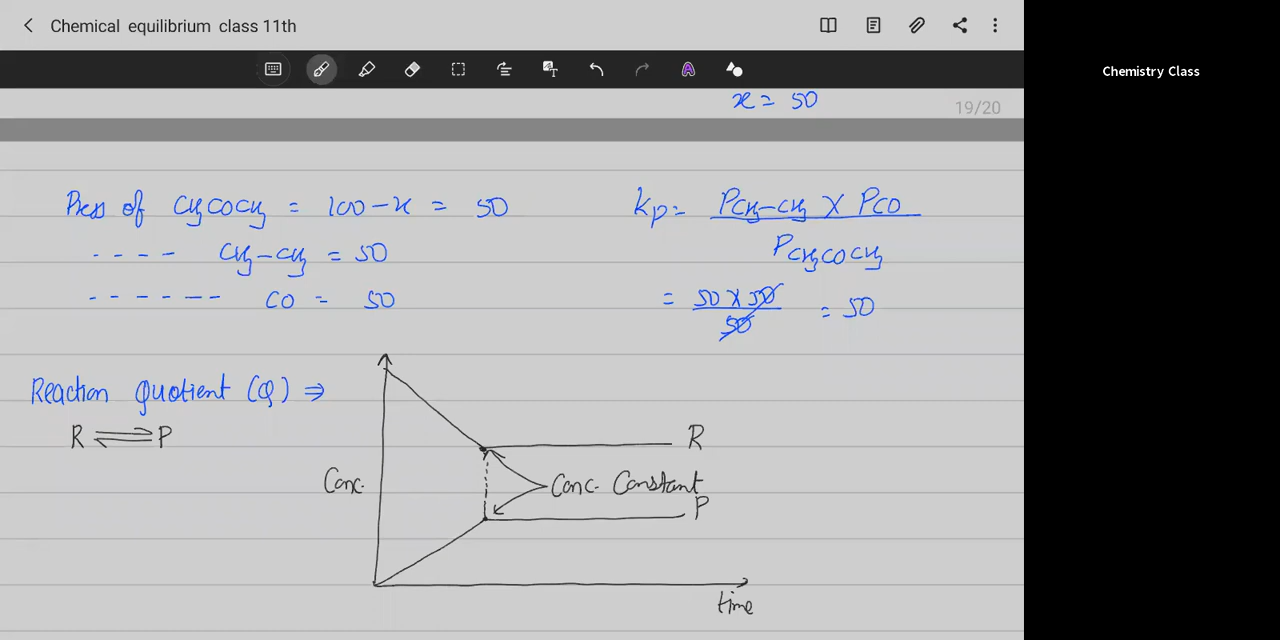 Chemical equilibrium class 11th
Chemistry Class
x = 50
19/20
Press of CH3COCH3 = 100 - x = 50
---- CH3-CH3 = 50
------ CO = 50
Kp = PCH3-CH3 X PCO
PCH3COCH3
= 50 X 50 = 50
50
Reaction Quotient (Q) ⇒
R ⇌ P
Conc.
R
Conc. Constant
P
time